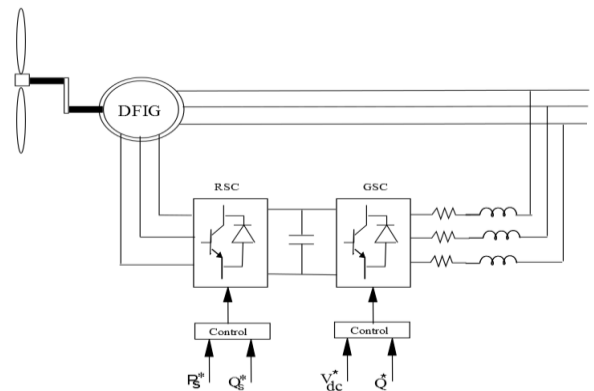 DFIG
RSC
GSC
Control
Control
Ps*
Qs*
Vdc*
Q*